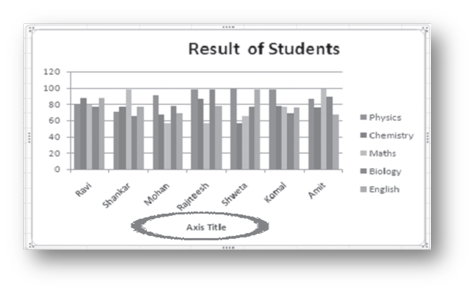 Result of Students
120
100
80
60
40
20
0
Ravi
Shankar
Mohan
Rajneesh
Shweta
Komal
Amit
Axis Title
Physics
Chemistry
Maths
Biology
English